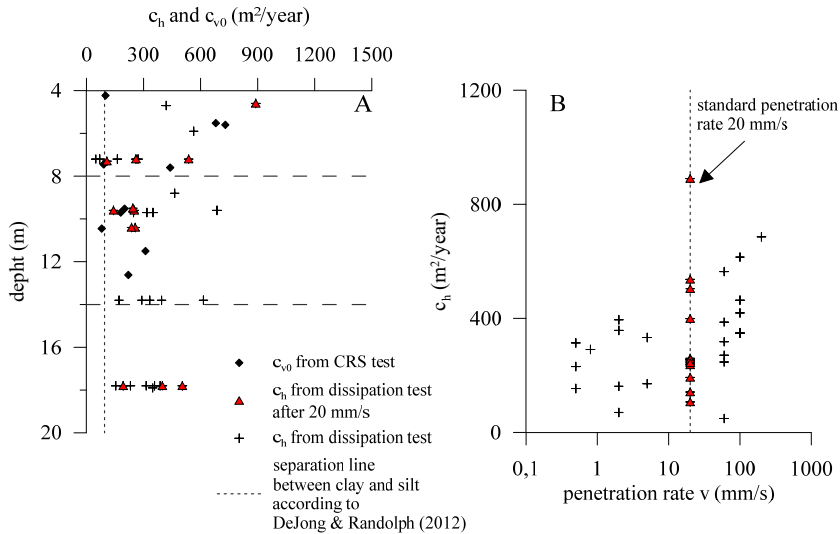 c_h and c_v0 (m²/year)
0 300 600 900 1200 1500
A
4
8
12
16
20
depht (m)
c_v0 from CRS test
c_h from dissipation test
after 20 mm/s
c_h from dissipation test
separation line
between clay and silt
according to
DeJong & Randolph (2012)
B
standard penetration
rate 20 mm/s
1200
800
400
0
c_h (m²/year)
0,1 1 10 100 1000
penetration rate v (mm/s)